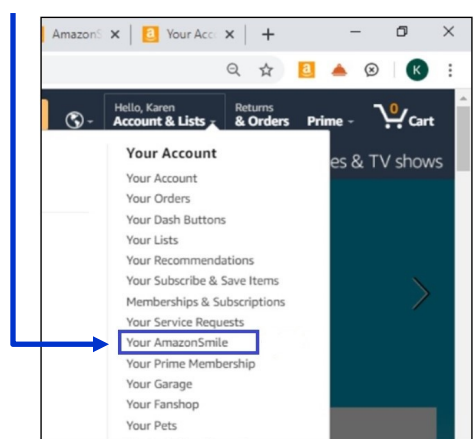 AmazonS Your Acc
K
Hello, Karen
Account & Lists
Returns
& Orders
Prime
0
Cart
Your Account
es & TV shows
Your Account
Your Orders
Your Dash Buttons
Your Lists
Your Recommendations
Your Subscribe & Save Items
Memberships & Subscriptions
Your Service Requests
Your AmazonSmile
Your Prime Membership
Your Garage
Your Fanshop
Your Pets